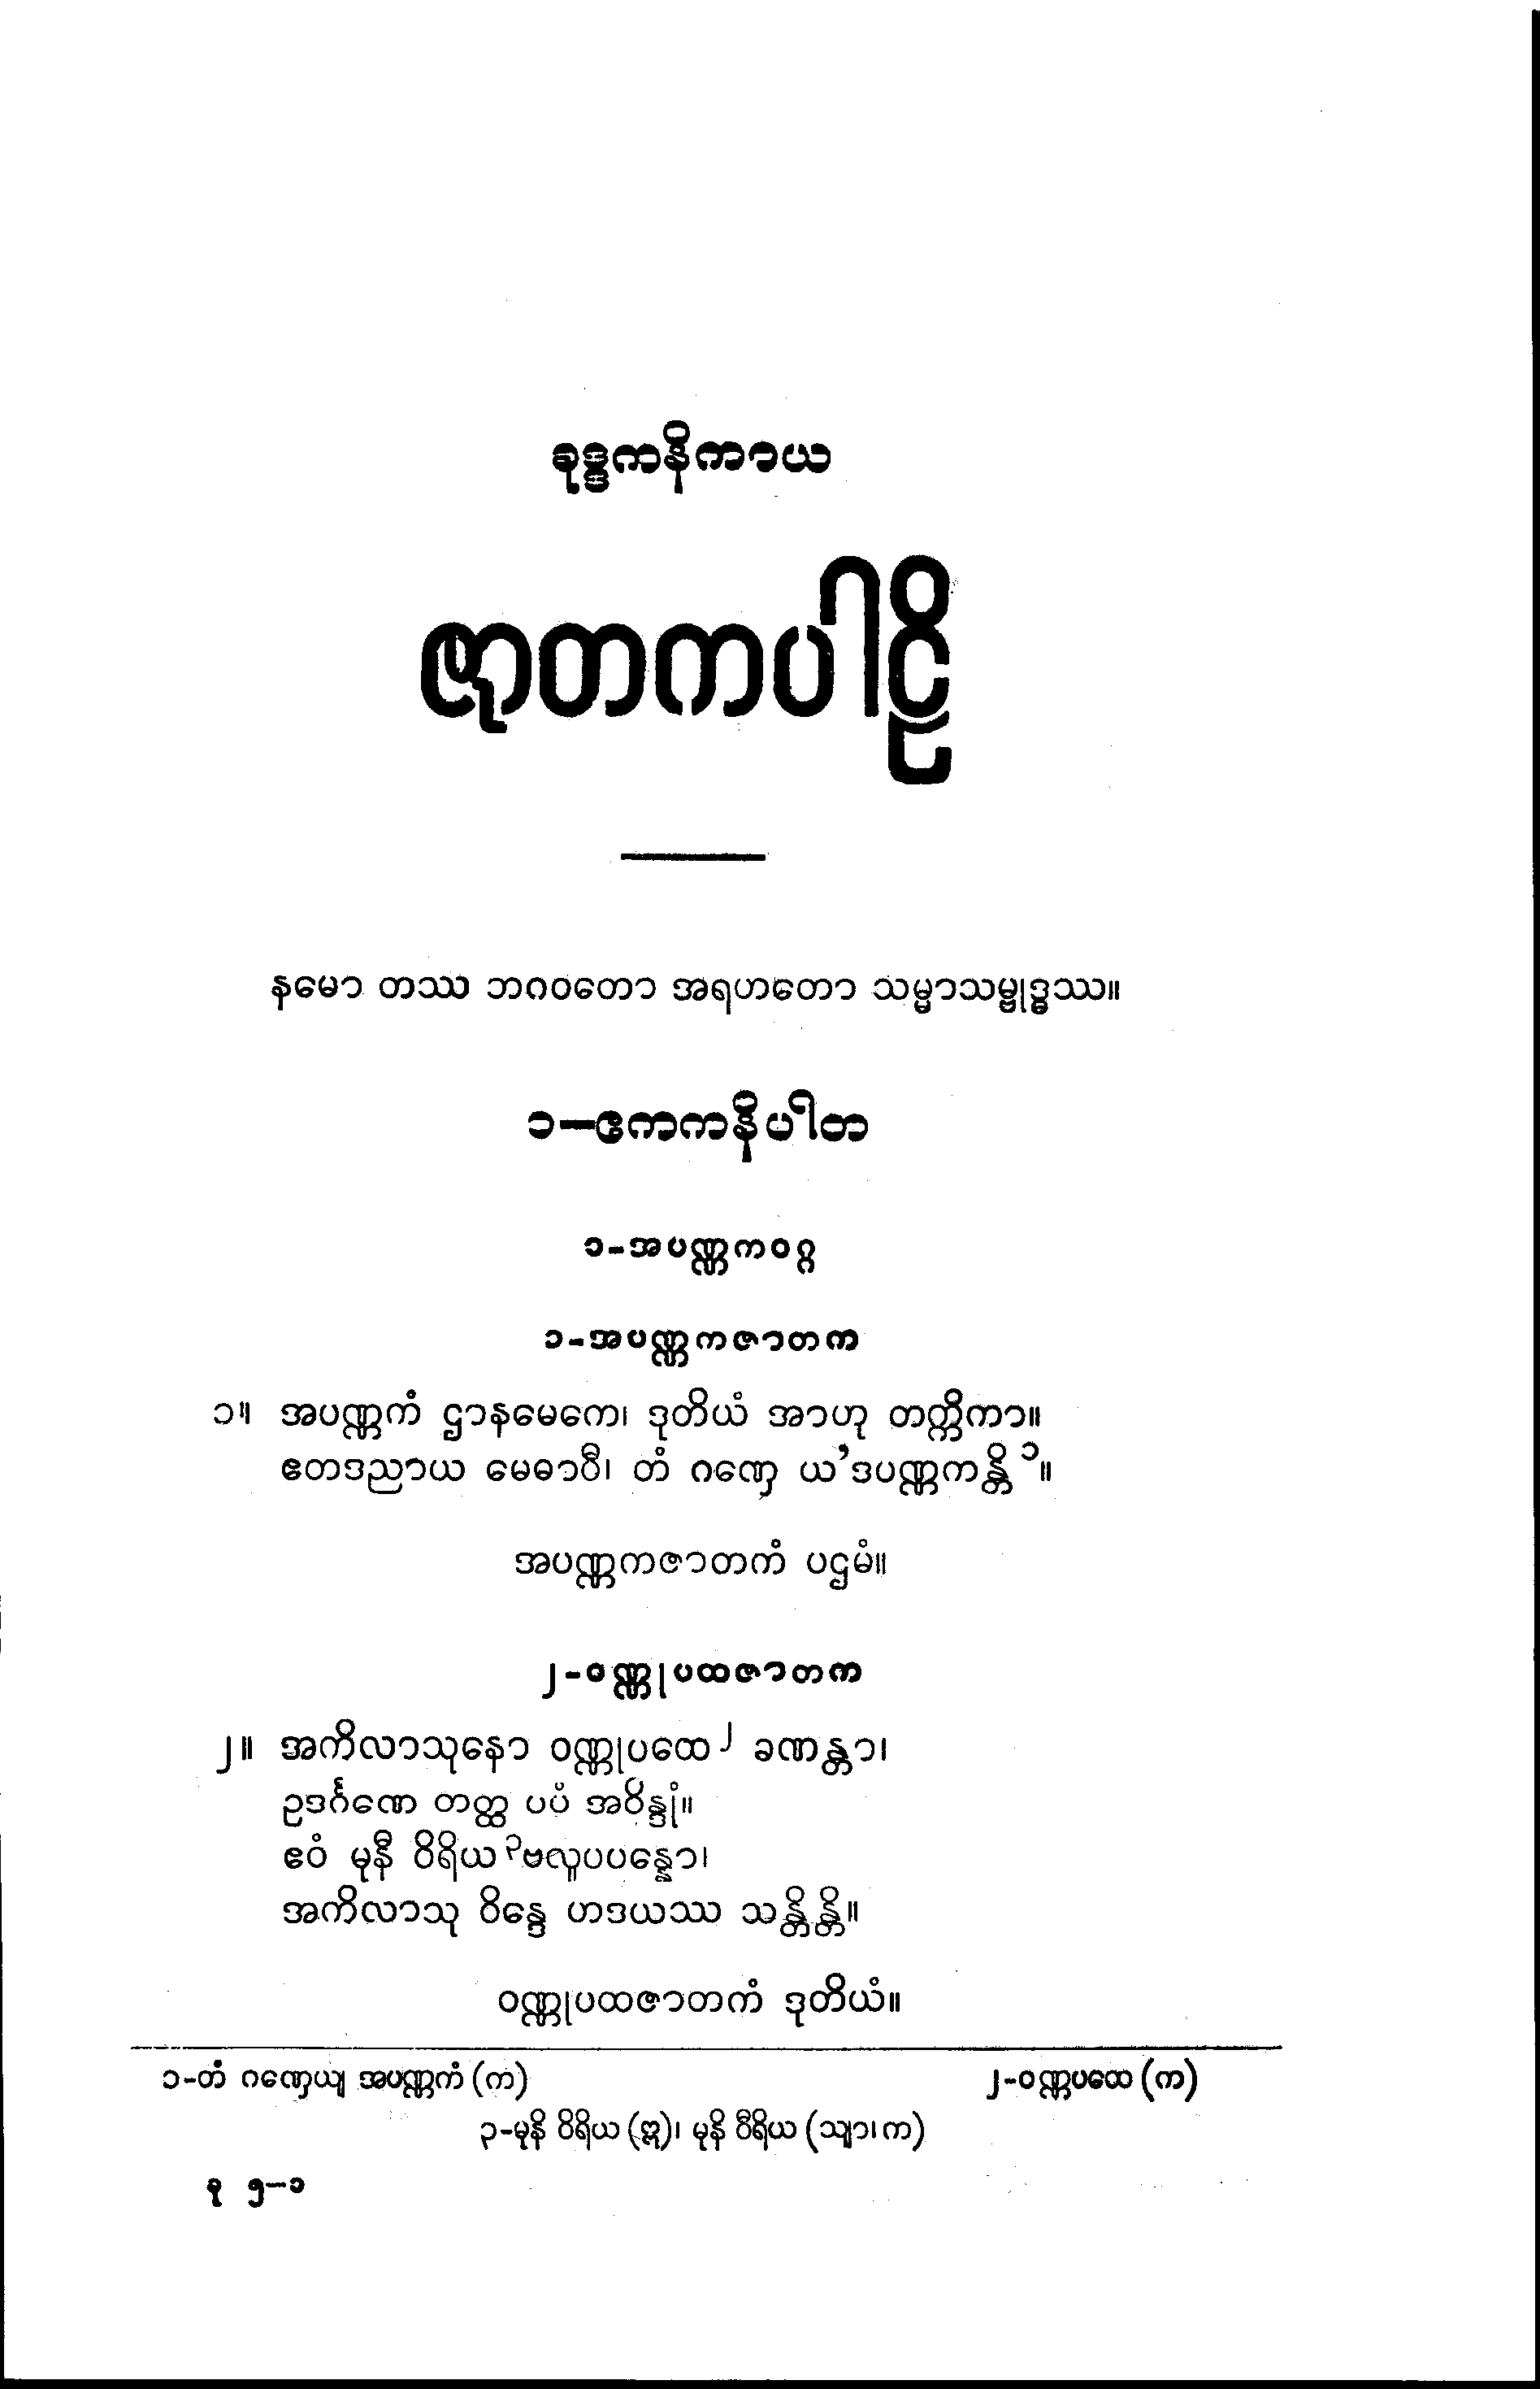 ခုဒ္ဒကနိကာယ
ဇာတကပါဠိ
နမော တဿ ဘဂဝတော အရဟတော သမ္မာသမ္ဗုဒ္ဓဿ။
၁–ဧကကနိပါတ
၁-အပဏ္ဏကဝဂ္ဂ
၁-အပဏ္ဏကဇာတက
၁။ အပဏ္ဏကံ ဌာနမေကေ၊ ဒုတိယံ အာဟု တက္ကိကာ။
ဧတဒညာယ မေဓာဝီ၊ တံ ဂဏှေ ယ’ဒပဏ္ဏကန္တိ ၁။
အပဏ္ဏကဇာတကံ ပဌမံ။
၂-ဝဏ္ဏုပထဇာတက
၂။ အကိလာသုနော ဝဏ္ဏုပထေ ၂ ခဏန္တာ၊
ဥဒင်္ဂဏေ တတ္ထ ပပံ အဝိန္ဒုံ။
ဧဝံ မုနီ ဝိရိယ ၃ဗလူပပန္နော၊
အကိလာသု ဝိန္ဒေ ဟဒယဿ သန္တိန္တိ။
ဝဏ္ဏုပထဇာတကံ ဒုတိယံ။
၁-တံ ဂဏှေယျ အပဏ္ဏကံ (က) ၂-ဝဏ္ဏပထေ (က)
၃-မုနိ ဝိရိယ (ဣ)၊ မုနိ ဝီရိယ (သျာ၊ က)
ခု ၅–၁